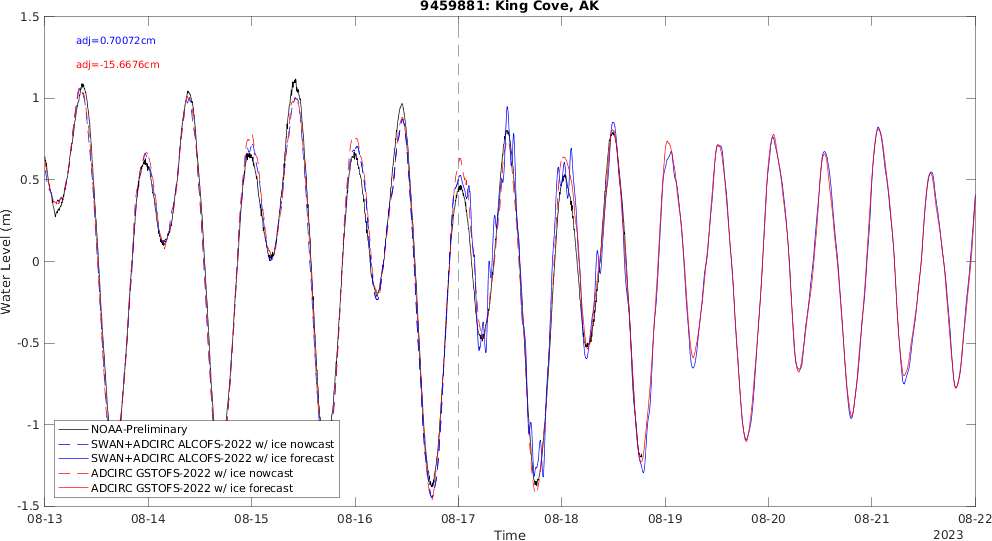 9459881: King Cove, AK
adj=0.70072cm
adj=-15.6676cm
1.5
1
0.5
0
-0.5
-1
-1.5
Water Level (m)
NOAA-Preliminary
SWAN+ADCIRC ALCOFS-2022 w/ ice nowcast
SWAN+ADCIRC ALCOFS-2022 w/ ice forecast
ADCIRC GSTOFS-2022 w/ ice nowcast
ADCIRC GSTOFS-2022 w/ ice forecast
08-13 08-14 08-15 08-16 08-17 08-18 08-19 08-20 08-21 08-22
Time
2023